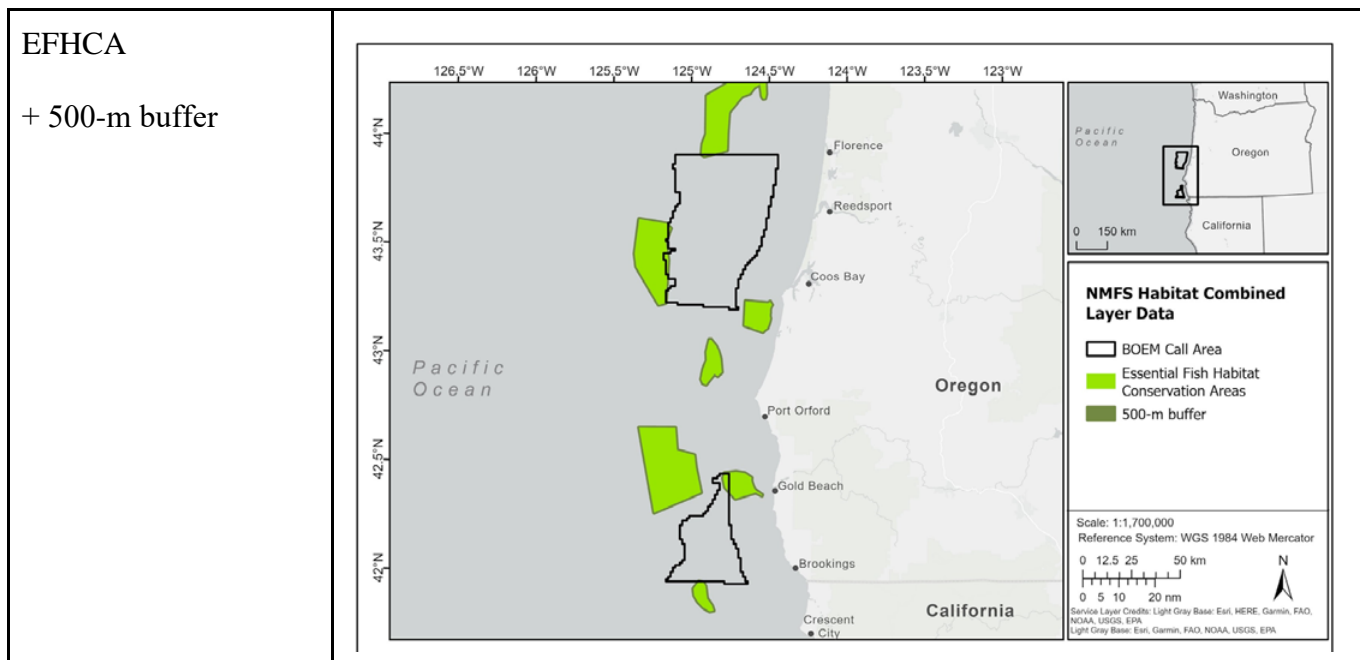 EFHCA
+ 500-m buffer
126.5°W 126°W 125.5°W 125°W 124.5°W 124°W 123.5°W 123°W
44°N
43.5°N
43°N
42.5°N
42°N
Florence
Reedsport
Coos Bay
Pacific
Ocean
Oregon
Port Orford
Gold Beach
Brookings
California
Crescent
City
Washington
Pacific
Ocean
Oregon
California
0 150 km
NMFS Habitat Combined
Layer Data
BOEM Call Area
Essential Fish Habitat
Conservation Areas
500-m buffer
Scale: 1:1,700,000
Reference System: WGS 1984 Web Mercator
0 12.5 25 50 km
N
0 5 10 20 nm
Service Layer Credits: Light Gray Base: Esri, HERE, Garmin, FAO,
NOAA, USGS, EPA
Light Gray Base: Esri, Garmin, FAO, NOAA, USGS, EPA